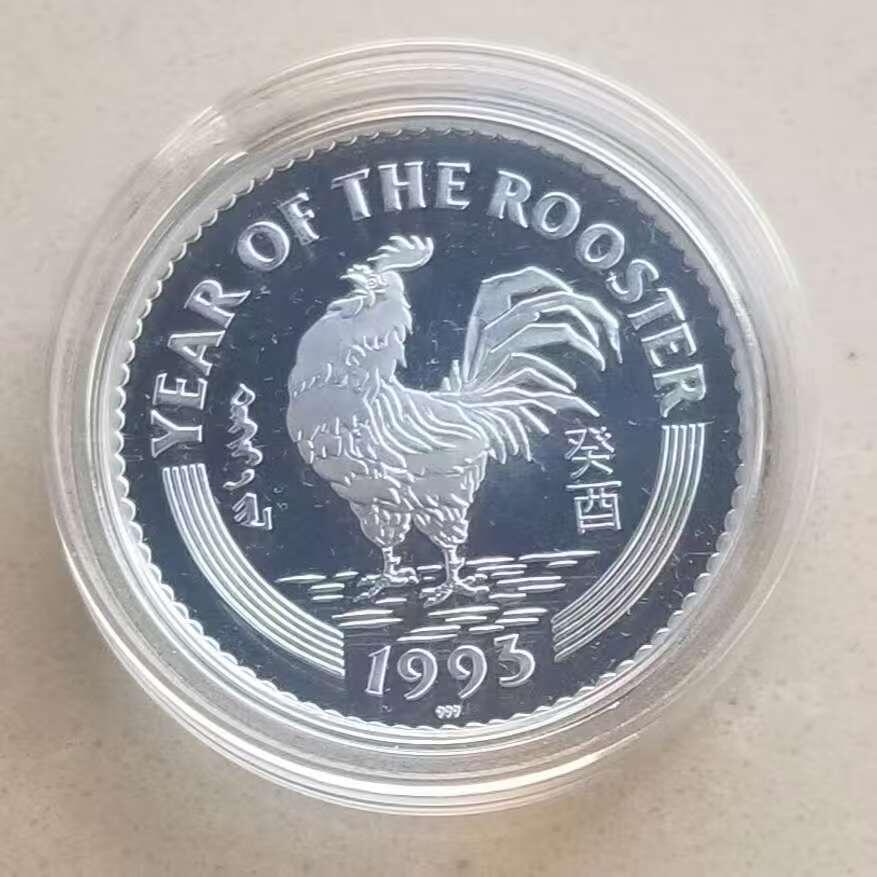 YEAR OF THE ROOSTER
癸酉
1993
999